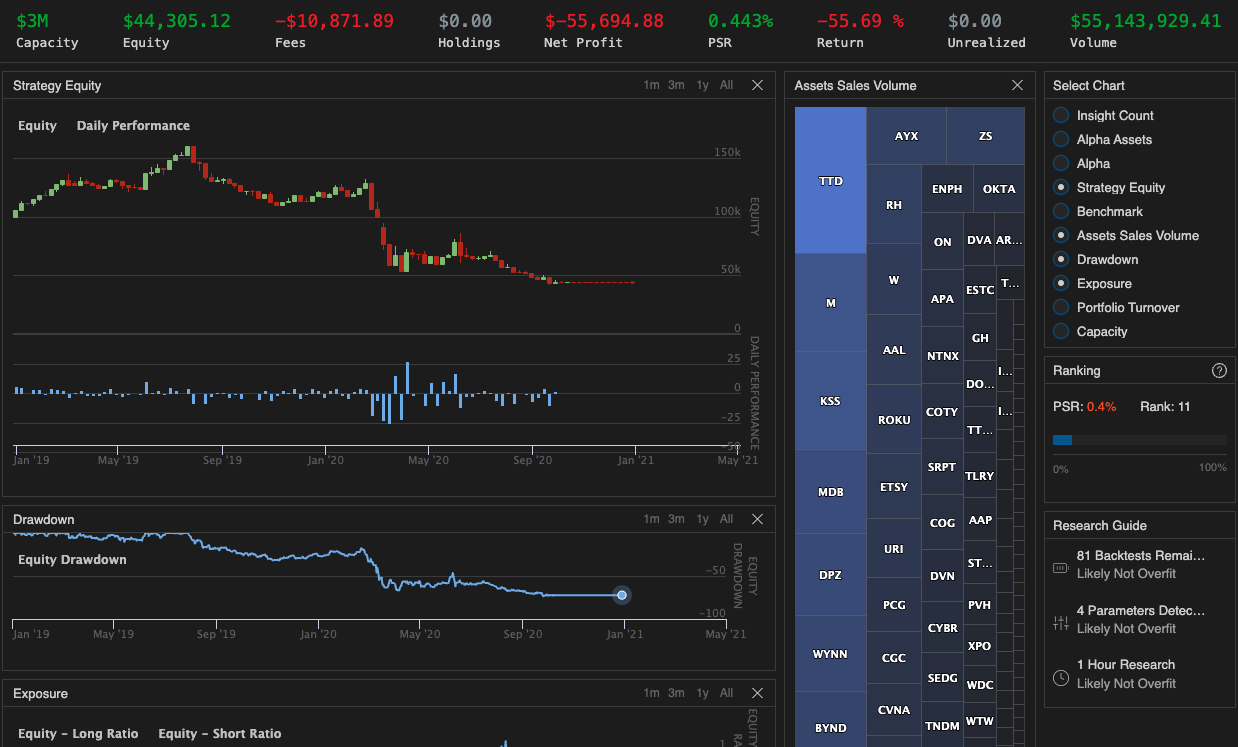 $3M $44,305.12 -$10,871.89 $0.00 $-55,694.88 0.443% -55.69 % $0.00 $55,143,929.41
Capacity Equity Fees Holdings Net Profit PSR Return Unrealized Volume
Strategy Equity 1m 3m 1y All
Equity Daily Performance
150k
100k
50k
0
EQUITY
25
0
-25
-50
DAILY PERFORMANCE
Jan '19 May '19 Sep '19 Jan '20 May '20 Sep '20 Jan '21 May '21
Drawdown 1m 3m 1y All
Equity Drawdown
-50
-100
EQUITY
DRAWDOWN
Jan '19 May '19 Sep '19 Jan '20 May '20 Sep '20 Jan '21 May '21
Exposure 1m 3m 1y All
Equity - Long Ratio Equity - Short Ratio
1
EQUITY
Assets Sales Volume
TTD
M
KSS
MDB
DPZ
WYNN
BYND
AYX
ZS
RH
W
AAL
ROKU
ETSY
URI
PCG
CGC
CVNA
ENPH
OKTA
ON
APA
NTNX
COTY
SRPT
COG
DVN
CYBR
SEDG
TNDM
DVA
AR...
ESTC
T...
GH
DO...
I...
TT...
I...
TLRY
AAP
ST...
PVH
XPO
WDC
WTW
Select Chart
Insight Count
Alpha Assets
Alpha
Strategy Equity
Benchmark
Assets Sales Volume
Drawdown
Exposure
Portfolio Turnover
Capacity
Ranking ?
PSR: 0.4% Rank: 11
0% 100%
Research Guide
81 Backtests Remai...
Likely Not Overfit
4 Parameters Detec...
Likely Not Overfit
1 Hour Research
Likely Not Overfit